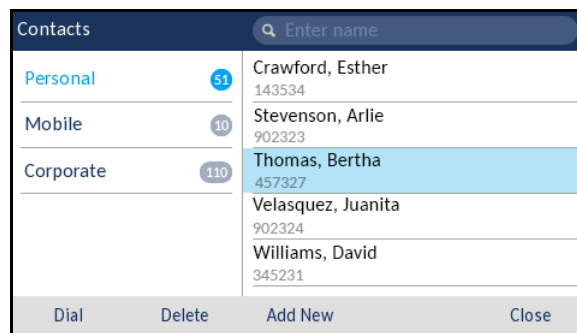 Contacts
Enter name
Personal 51
Mobile 10
Corporate 110
Crawford, Esther
143534
Stevenson, Arlie
902323
Thomas, Bertha
457327
Velasquez, Juanita
902324
Williams, David
345231
Dial Delete Add New Close